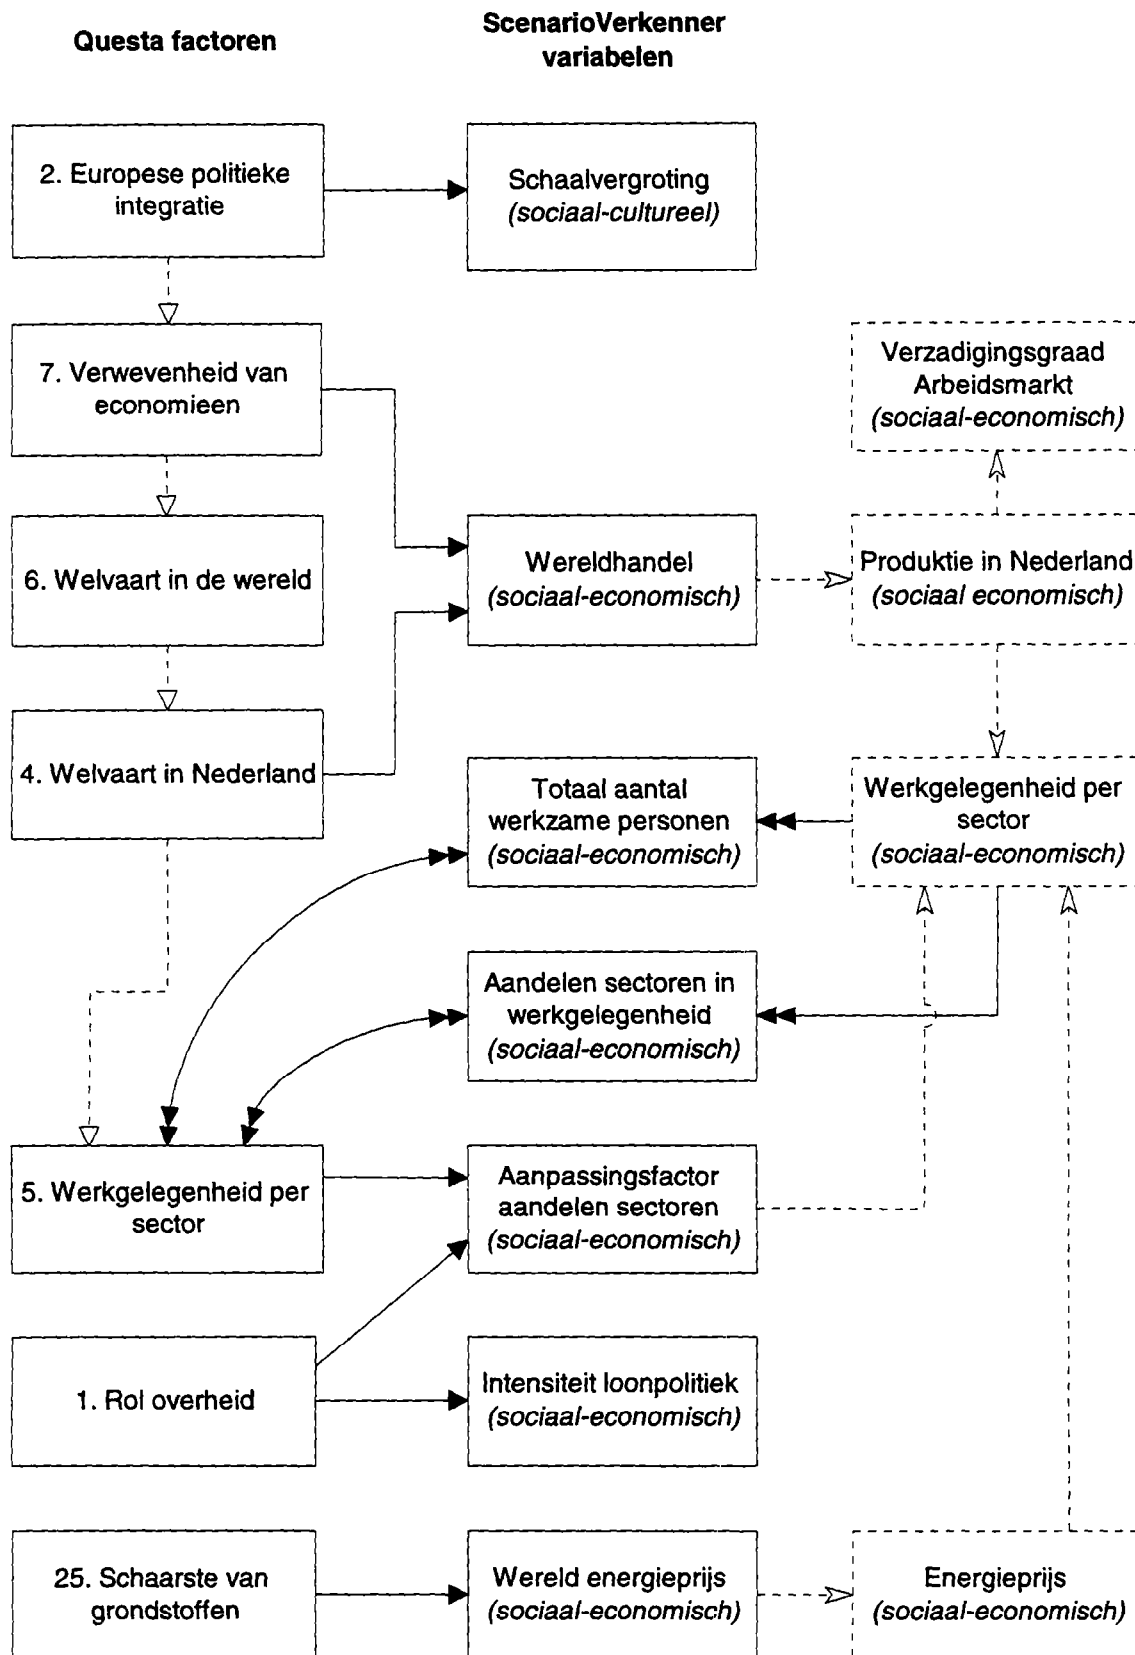 Questa factoren
ScenarioVerkenner
variabelen
2. Europese politieke
integratie
Schaalvergroting
(sociaal-cultureel)
7. Verwevenheid van
economieen
Verzadigingsgraad
Arbeidsmarkt
(sociaal-economisch)
6. Welvaart in de wereld
Wereldhandel
(sociaal-economisch)
Produktie in Nederland
(sociaal economisch)
4. Welvaart in Nederland
Totaal aantal
werkzame personen
(sociaal-economisch)
Werkgelegenheid per
sector
(sociaal-economisch)
Aandelen sectoren in
werkgelegenheid
(sociaal-economisch)
5. Werkgelegenheid per
sector
Aanpassingsfactor
aandelen sectoren
(sociaal-economisch)
1. Rol overheid
Intensiteit loonpolitiek
(sociaal-economisch)
25. Schaarste van
grondstoffen
Wereld energieprijs
(sociaal-economisch)
Energieprijs
(sociaal-economisch)